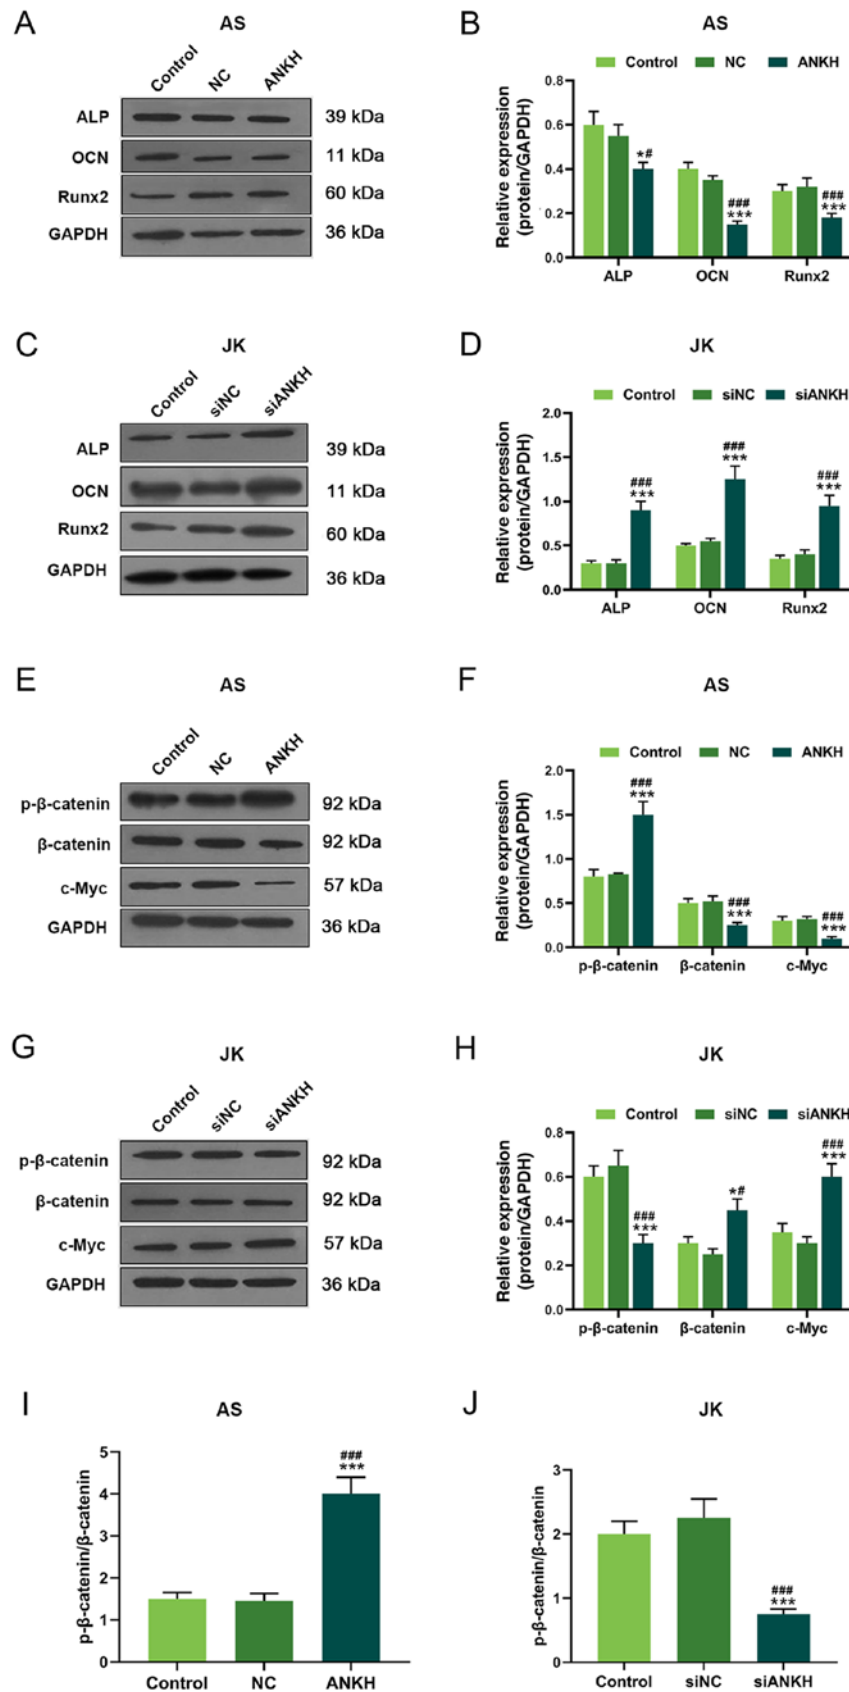 A
AS
Control
NC
ANKH
ALP
39 kDa
OCN
11 kDa
Runx2
60 kDa
GAPDH
36 kDa
B
AS
Control NC ANKH
Relative expression
(protein/GAPDH)
0.8
0.6
0.4
0.2
0.0
*#
###
***
###
***
ALP OCN Runx2
C
JK
Control
siNC
siANKH
ALP
39 kDa
OCN
11 kDa
Runx2
60 kDa
GAPDH
36 kDa
D
JK
Control siNC siANKH
Relative expression
(protein/GAPDH)
2.0
1.5
1.0
0.5
0.0
###
***
###
***
###
***
ALP OCN Runx2
E
AS
Control
NC
ANKH
p-β-catenin
92 kDa
β-catenin
92 kDa
c-Myc
57 kDa
GAPDH
36 kDa
F
AS
Control NC ANKH
Relative expression
(protein/GAPDH)
2.0
1.5
1.0
0.5
0.0
###
***
###
***
###
***
p-β-catenin β-catenin c-Myc
G
JK
Control
siNC
siANKH
p-β-catenin
92 kDa
β-catenin
92 kDa
c-Myc
57 kDa
GAPDH
36 kDa
H
JK
Control siNC siANKH
Relative expression
(protein/GAPDH)
0.8
0.6
0.4
0.2
0.0
###
***
*#
###
***
p-β-catenin β-catenin c-Myc
I
AS
p-β-catenin/β-catenin
5
4
3
2
1
0
###
***
Control NC ANKH
J
JK
p-β-catenin/β-catenin
3
2
1
0
###
***
Control siNC siANKH